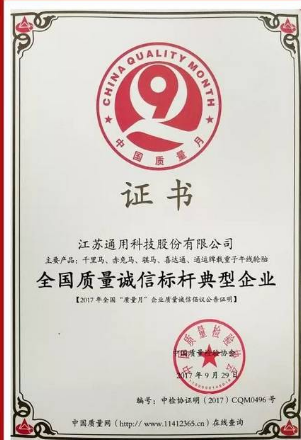 CHINA QUALITY MONTH
中国质量月
证书
江苏通用科技股份有限公司
主要产品:千里马、赤兔马、骐马、喜达通、通运牌载重子午线轮胎
全国质量诚信标杆典型企业
【2017年全国“质量月”企业质量诚信倡议公告证明】
中国质量检验协会
2017年9月29日
编号:中检协证明(2017)CQM0496号
中国质量网(http://www.11412365.cn)在线查询